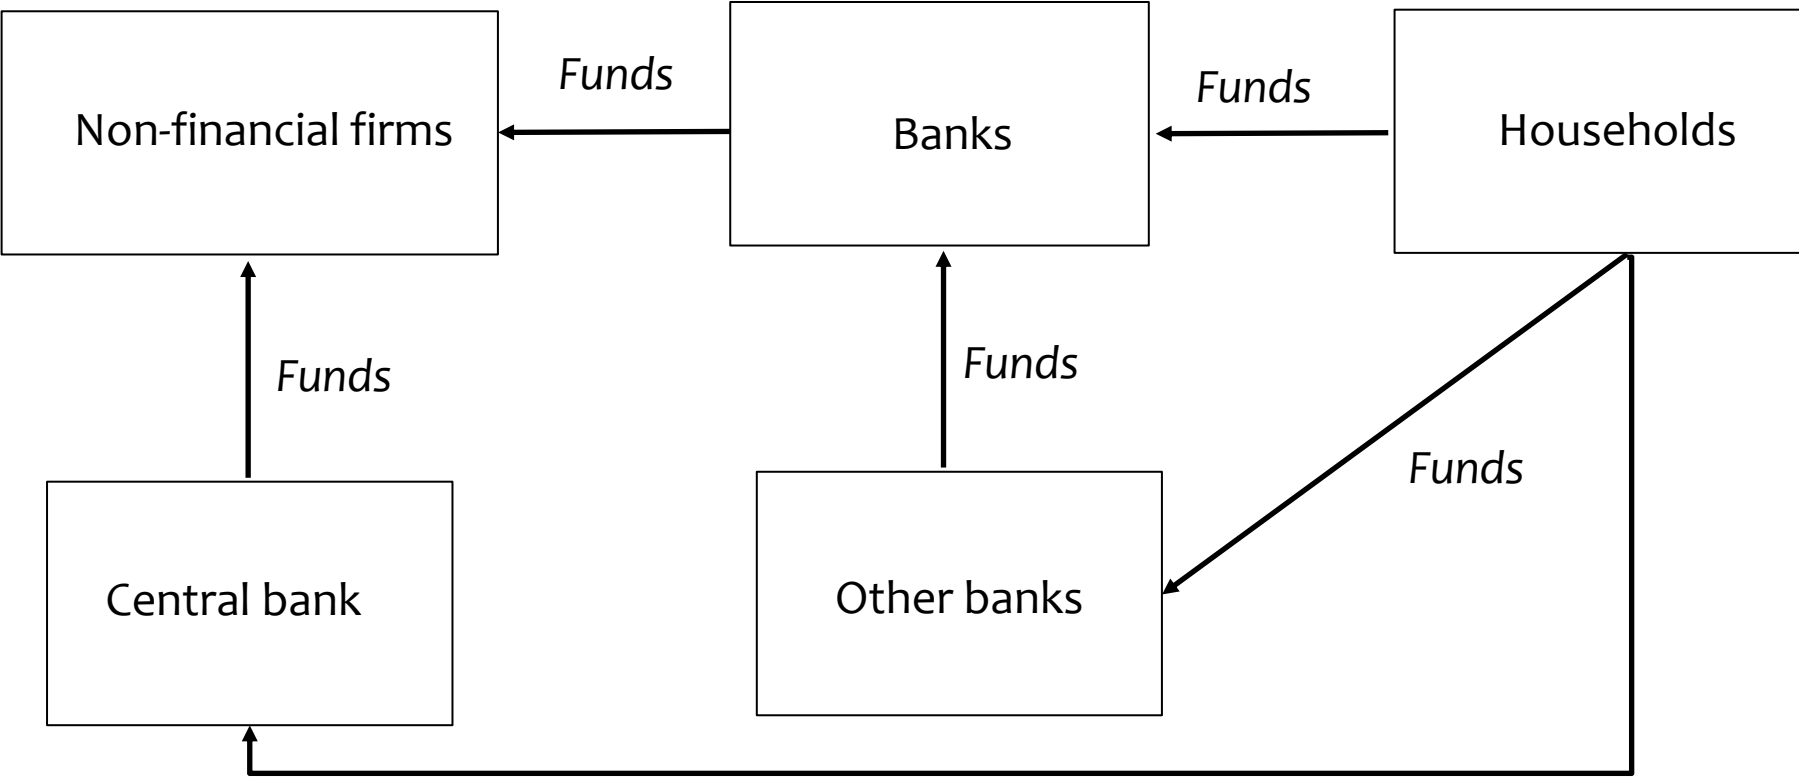 Funds
Funds
Non-financial firms
Banks
Households
Funds
Funds
Funds
Central bank
Other banks